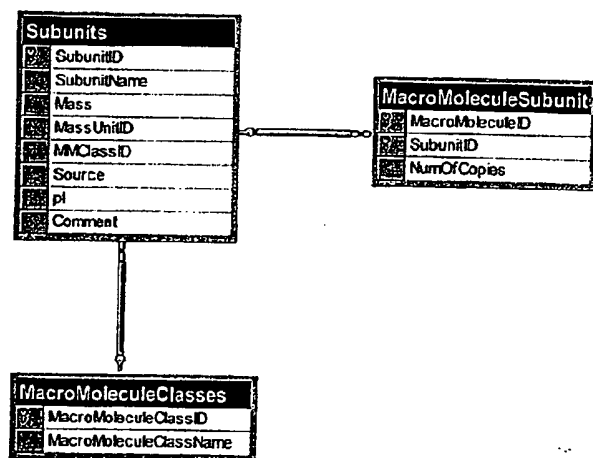 Subunits
SubunitID
SubunitName
Mass
MassUnitID
MMClassID
Source
pI
Comment
MacroMoleculeSubunit
MacroMoleculeID
SubunitID
NumOfCopies
MacroMoleculeClasses
MacroMoleculeClassID
MacroMoleculeClassName